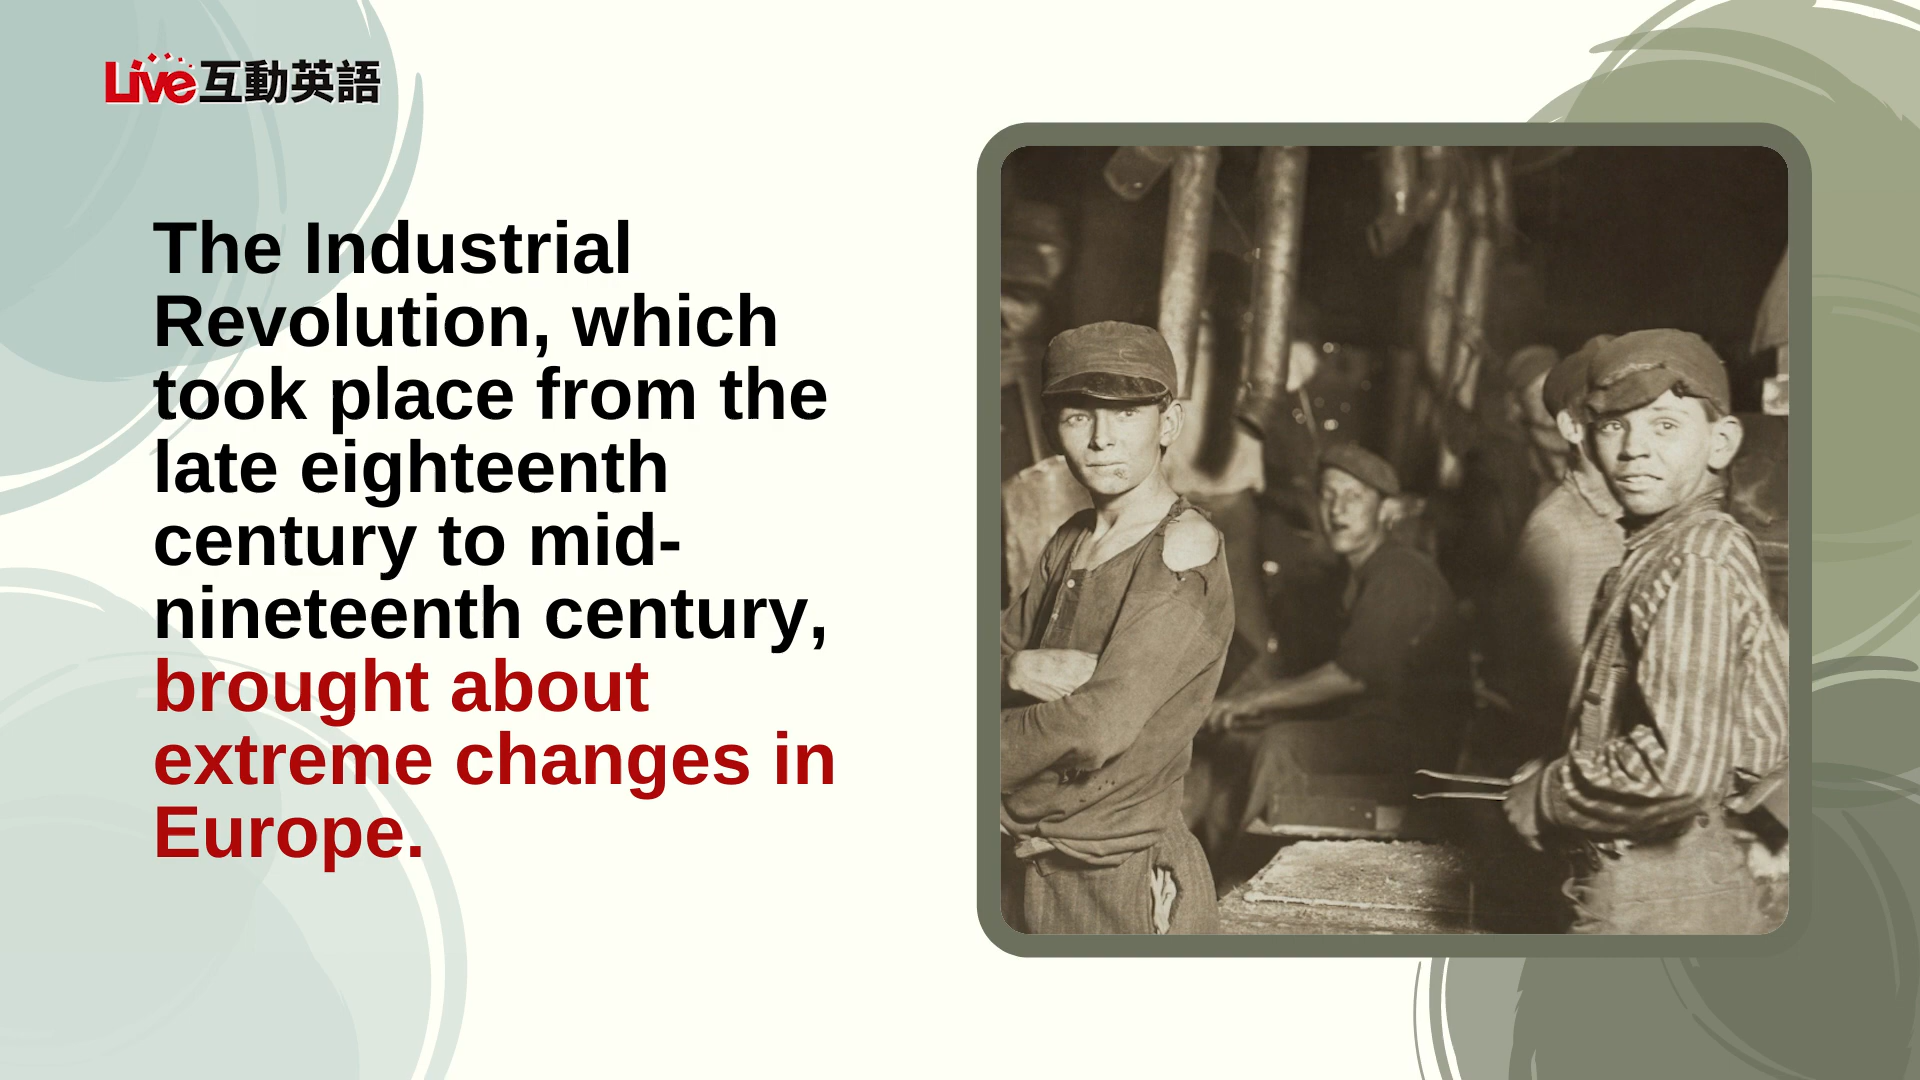 Live互動英語
The Industrial
Revolution, which
took place from the
late eighteenth
century to mid-
nineteenth century,
brought about
extreme changes in
Europe.